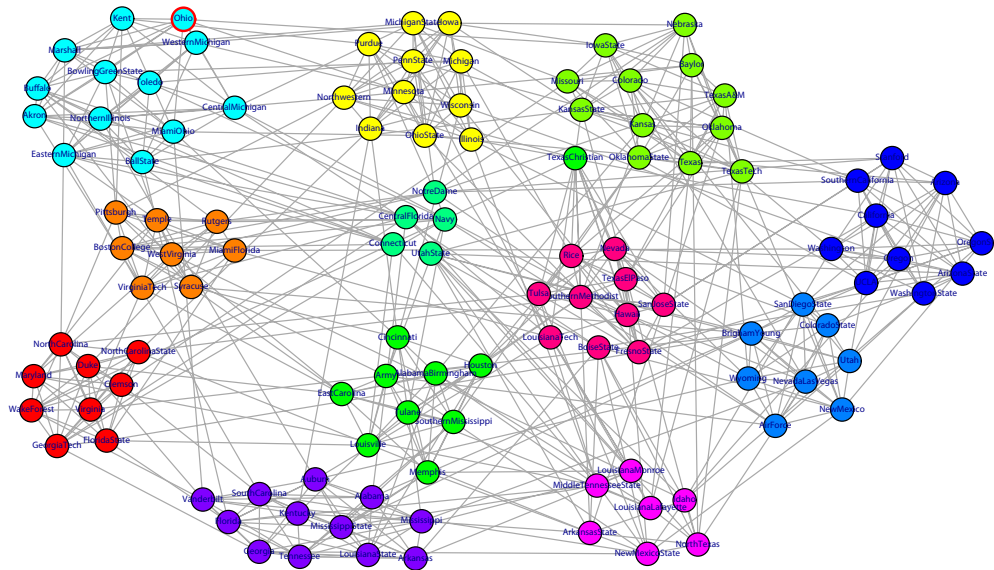 Kent
Ohio
WesternMichigan
Marshall
BowlingGreenState
Toledo
Buffalo
Akron
NorthernIllinois
CentralMichigan
MiamiOhio
EasternMichigan
BallState
MichiganState
Iowa
Purdue
PennState
Michigan
Minnesota
Northwestern
Wisconsin
Indiana
OhioState
Illinois
Nebraska
IowaState
Baylor
Missouri
Colorado
TexasA&M
KansasState
Kansas
Oklahoma
TexasChristian
OklahomaState
Texas
TexasTech
Stanford
SouthernCalifornia
Arizona
California
Washington
Oregon
OregonState
ArizonaState
UCLA
WashingtonState
NotreDame
CentralFlorida
Navy
Connecticut
UtahState
Pittsburgh
Temple
Rutgers
BostonCollege
WestVirginia
MiamiFlorida
VirginiaTech
Syracuse
Nevada
Rice
TexasElPaso
Tulsa
SouthernMethodist
SanJoseState
Hawaii
LouisianaTech
BoiseState
FresnoState
SanDiegoState
BrighamYoung
ColoradoState
Utah
Wyoming
NevadaLasVegas
NewMexico
AirForce
NorthCarolina
NorthCarolinaState
Duke
Maryland
Clemson
WakeForest
Virginia
GeorgiaTech
FloridaState
Cincinnati
Army
AlabamaBirmingham
Houston
EastCarolina
Tulane
SouthernMississippi
Louisville
Memphis
Auburn
Vanderbilt
SouthCarolina
Alabama
Florida
Kentucky
MississippiState
Mississippi
Georgia
Tennessee
LouisianaState
Arkansas
LouisianaMonroe
MiddleTennesseeState
Idaho
LouisianaLafayette
ArkansasState
NorthTexas
NewMexicoState